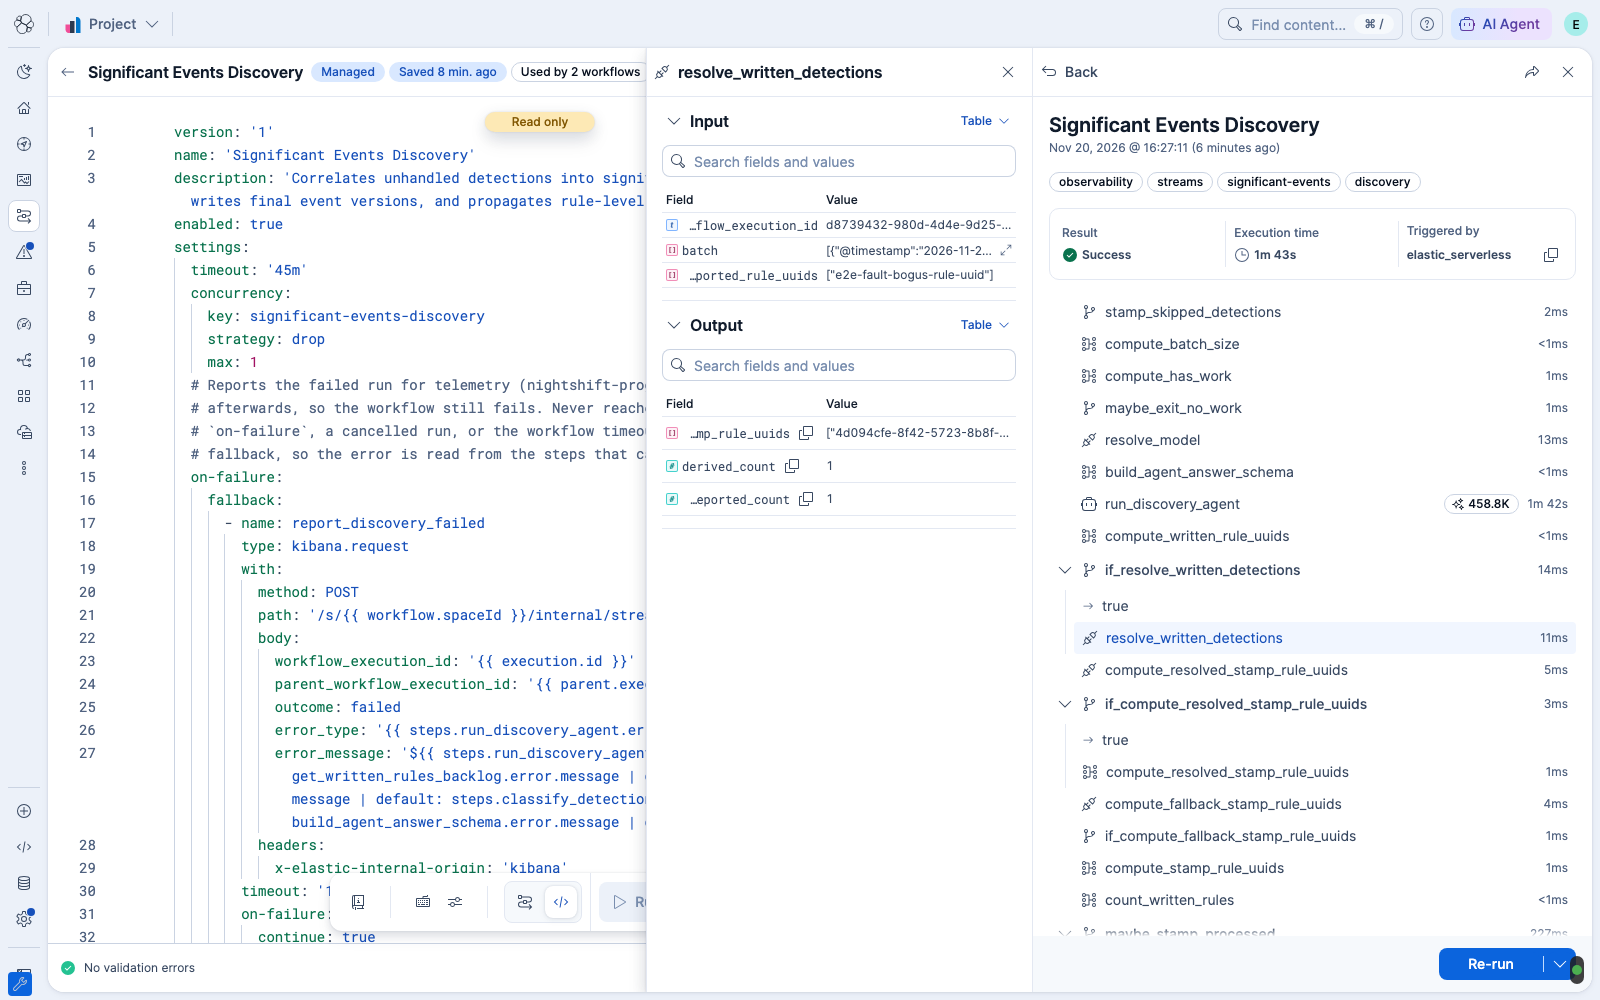 Project
Find content...
⌘ /
AI Agent
E
Significant Events Discovery
Managed
Saved 8 min. ago
Used by 2 workflows
Read only
1 version: '1'
2 name: 'Significant Events Discovery'
3 description: 'Correlates unhandled detections into signi
writes final event versions, and propagates rule-level
4 enabled: true
5 settings:
6 timeout: '45m'
7 concurrency:
8 key: significant-events-discovery
9 strategy: drop
10 max: 1
11 # Reports the failed run for telemetry (nightshift-pro
12 # afterwards, so the workflow still fails. Never reach
13 # `on-failure`, a cancelled run, or the workflow timeou
14 # fallback, so the error is read from the steps that c
15 on-failure:
16 fallback:
17 - name: report_discovery_failed
18 type: kibana.request
19 with:
20 method: POST
21 path: '/s/{{ workflow.spaceId }}/internal/strea
22 body:
23 workflow_execution_id: '{{ execution.id }}'
24 parent_workflow_execution_id: '{{ parent.exe
25 outcome: failed
26 error_type: '{{ steps.run_discovery_agent.er
27 error_message: '${{ steps.run_discovery_agen
get_written_rules_backlog.error.message |
message | default: steps.classify_detectio
build_agent_answer_schema.error.message |
28 headers:
29 x-elastic-internal-origin: 'kibana'
30 timeout: '1
31 on-failure:
32 continue: true
No validation errors
resolve_written_detections
Input
Table
Search fields and values
Field Value
…flow_execution_id d8739432-980d-4d4e-9d25-...
batch [{"@timestamp":"2026-11-2...
…ported_rule_uuids ["e2e-fault-bogus-rule-uuid"]
Output
Table
Search fields and values
Field Value
…mp_rule_uuids ["4d094cfe-8f42-5723-8b8f-...
derived_count 1
…eported_count 1
Back
Significant Events Discovery
Nov 20, 2026 @ 16:27:11 (6 minutes ago)
observability
streams
significant-events
discovery
Result
Success
Execution time
1m 43s
Triggered by
elastic_serverless
stamp_skipped_detections 2ms
compute_batch_size <1ms
compute_has_work 1ms
maybe_exit_no_work 1ms
resolve_model 13ms
build_agent_answer_schema <1ms
run_discovery_agent 458.8K 1m 42s
compute_written_rule_uuids <1ms
if_resolve_written_detections 14ms
true
resolve_written_detections 11ms
compute_resolved_stamp_rule_uuids 5ms
if_compute_resolved_stamp_rule_uuids 3ms
true
compute_resolved_stamp_rule_uuids 1ms
compute_fallback_stamp_rule_uuids 4ms
if_compute_fallback_stamp_rule_uuids 1ms
compute_stamp_rule_uuids 1ms
count_written_rules <1ms
maybe_stamp_processed 227ms
Re-run